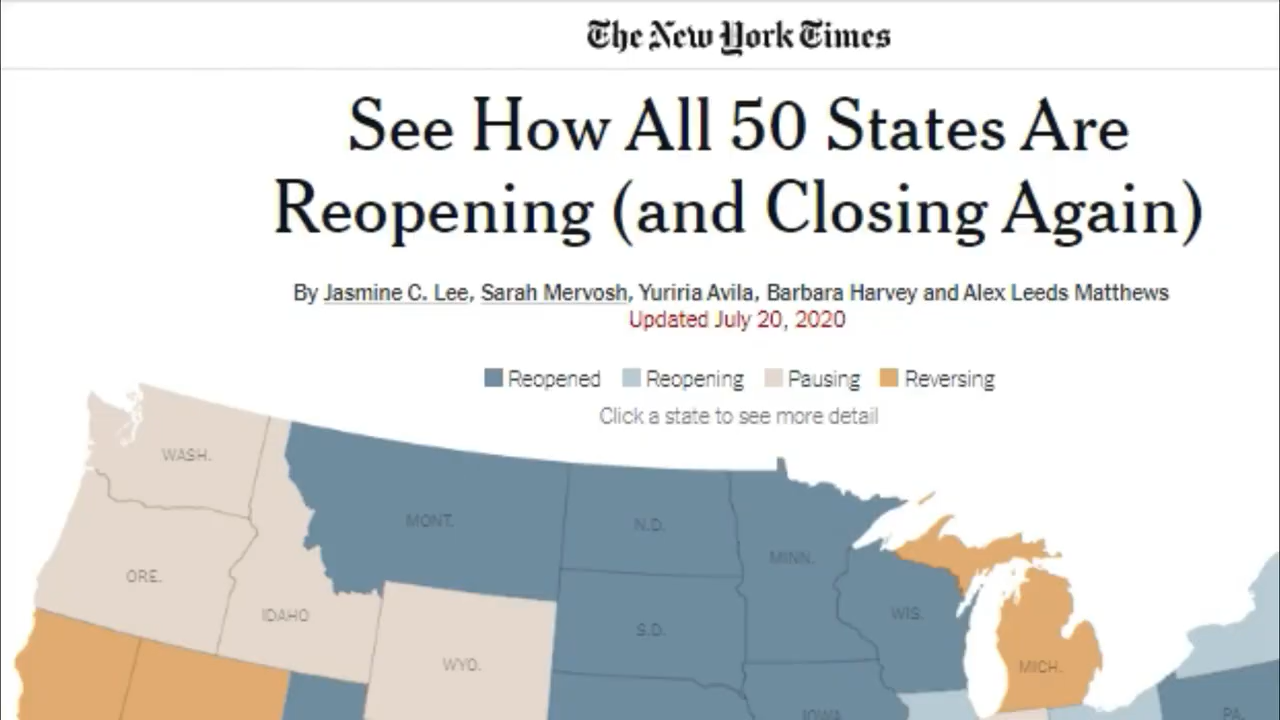 The New York Times
See How All 50 States Are
Reopening (and Closing Again)
By Jasmine C. Lee, Sarah Mervosh, Yuriria Avila, Barbara Harvey and Alex Leeds Matthews
Updated July 20, 2020
Reopened Reopening Pausing Reversing
Click a state to see more detail
WASH.
MONT.
N.D.
MINN.
ORE.
IDAHO
WIS.
S.D.
WYO.
MICH.
IOWA
PA.